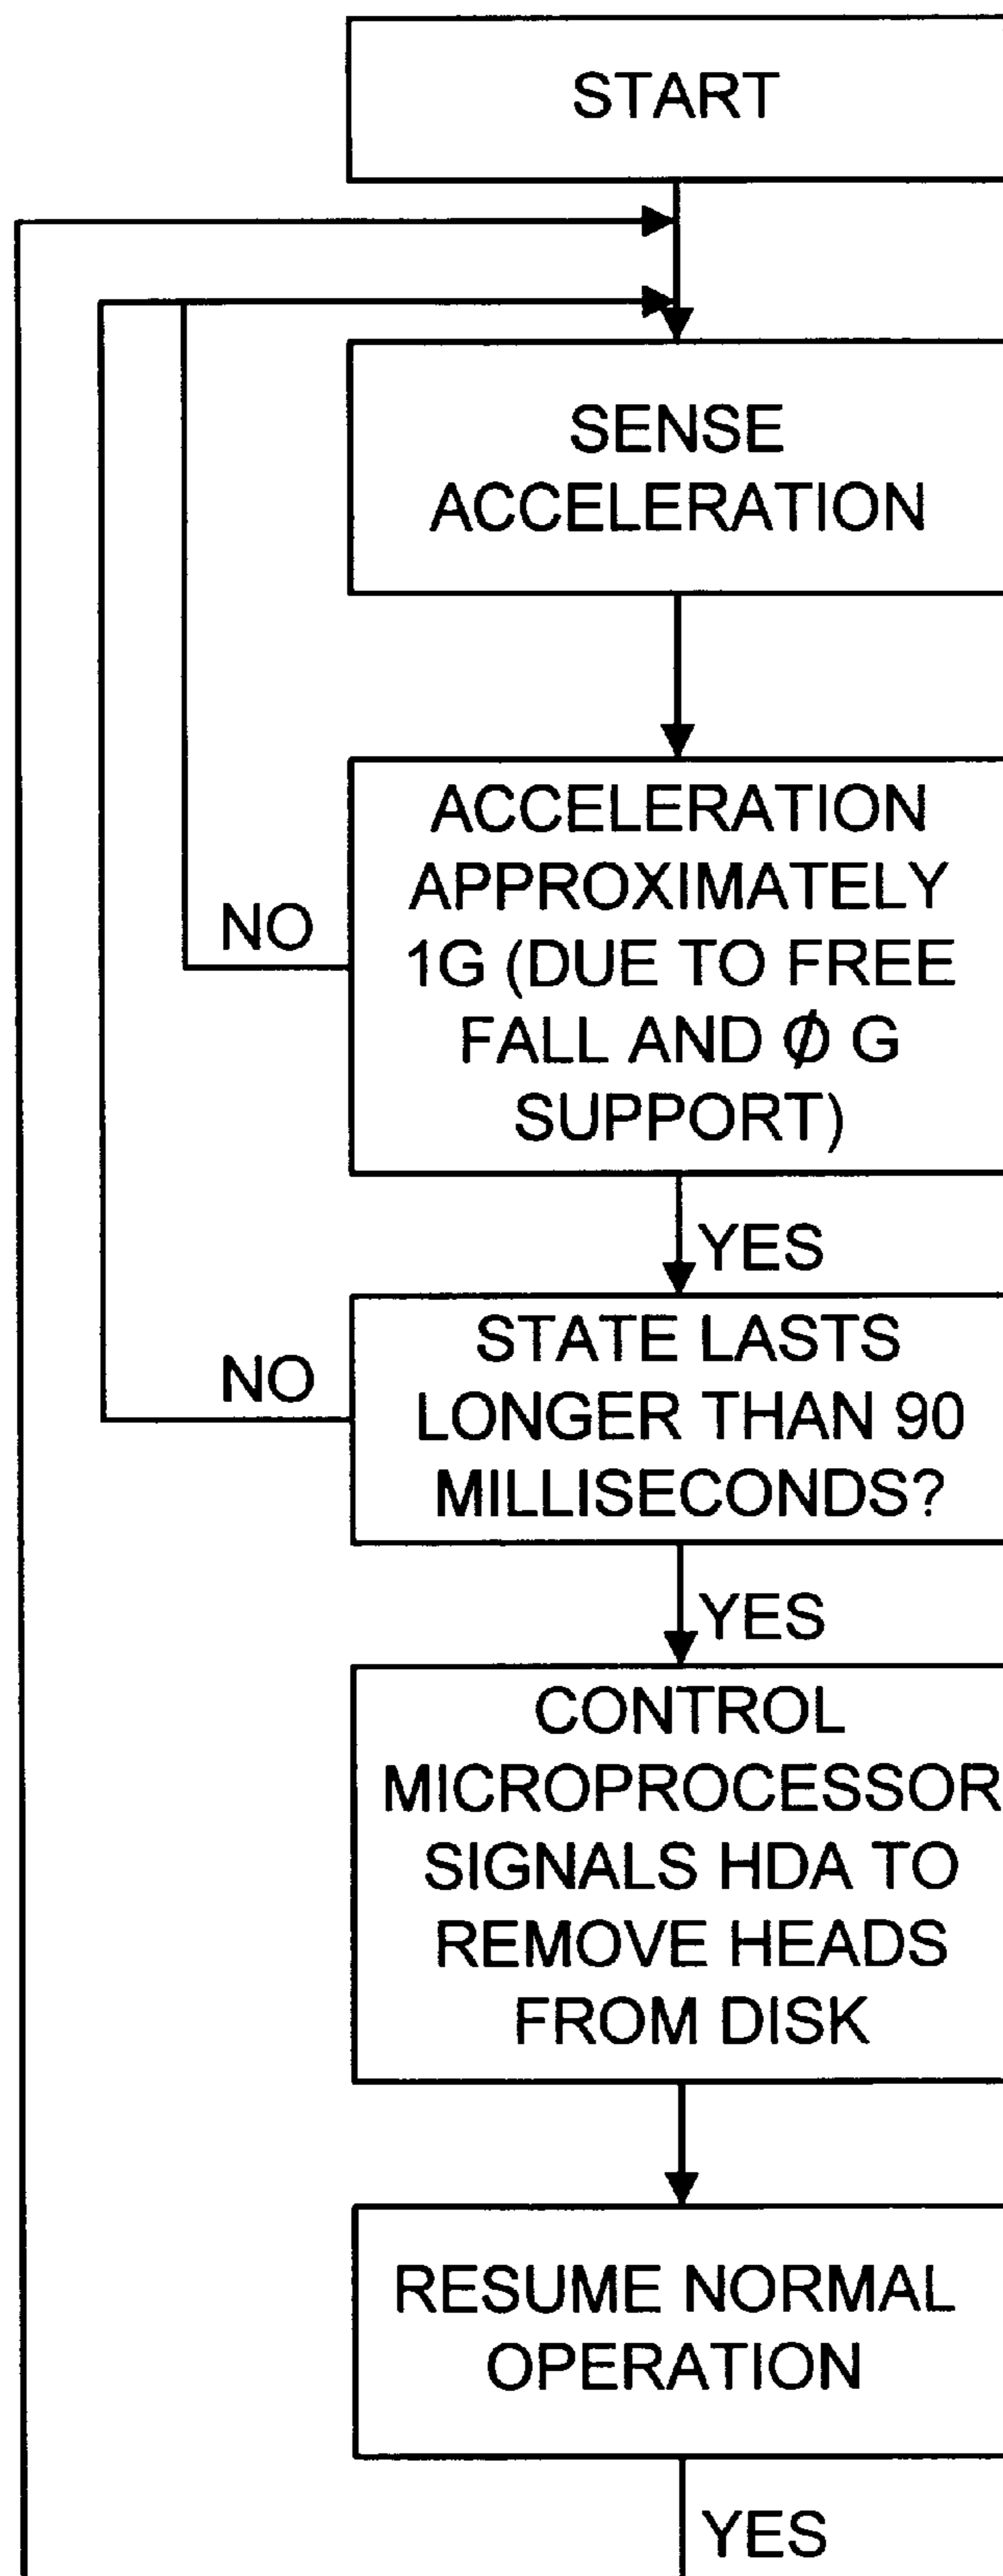 START
SENSE
ACCELERATION
ACCELERATION
APPROXIMATELY
1G (DUE TO FREE
FALL AND Ø G
SUPPORT)
NO
YES
STATE LASTS
LONGER THAN 90
MILLISECONDS?
NO
YES
CONTROL
MICROPROCESSOR
SIGNALS HDA TO
REMOVE HEADS
FROM DISK
RESUME NORMAL
OPERATION
YES